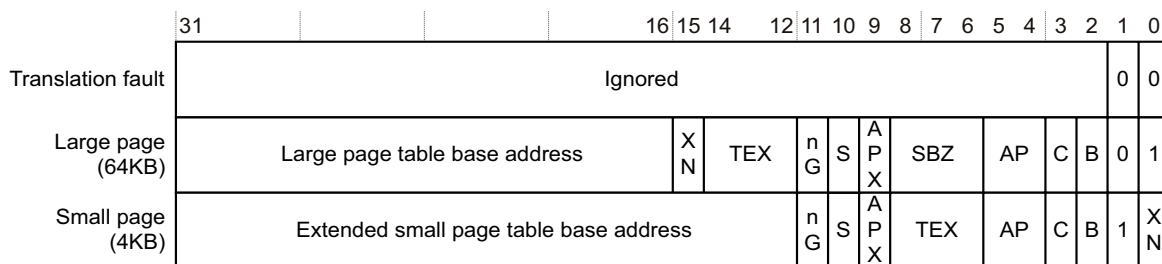 31 16 15 14 12 11 10 9 8 7 6 5 4 3 2 1 0
Translation fault Ignored 0 0
Large page
(64KB) Large page table base address X
N TEX n
G S A
P
X SBZ AP C B 0 1
Small page
(4KB) Extended small page table base address n
G S A
P
X TEX AP C B 1 X
N